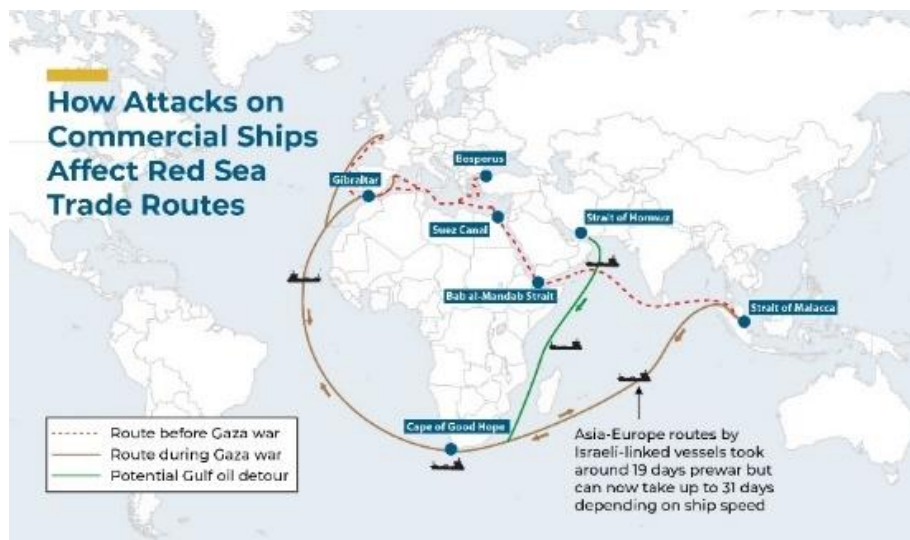 How Attacks on
Commercial Ships
Affect Red Sea
Trade Routes
Bosporus
Gibraltar
Strait of Hormuz
Suez Canal
Bab al-Mandab Strait
Strait of Malacca
Cape of Good Hope
Route before Gaza war
Route during Gaza war
Potential Gulf oil detour
Asia-Europe routes by
Israeli-linked vessels took
around 19 days prewar but
can now take up to 31 days
depending on ship speed